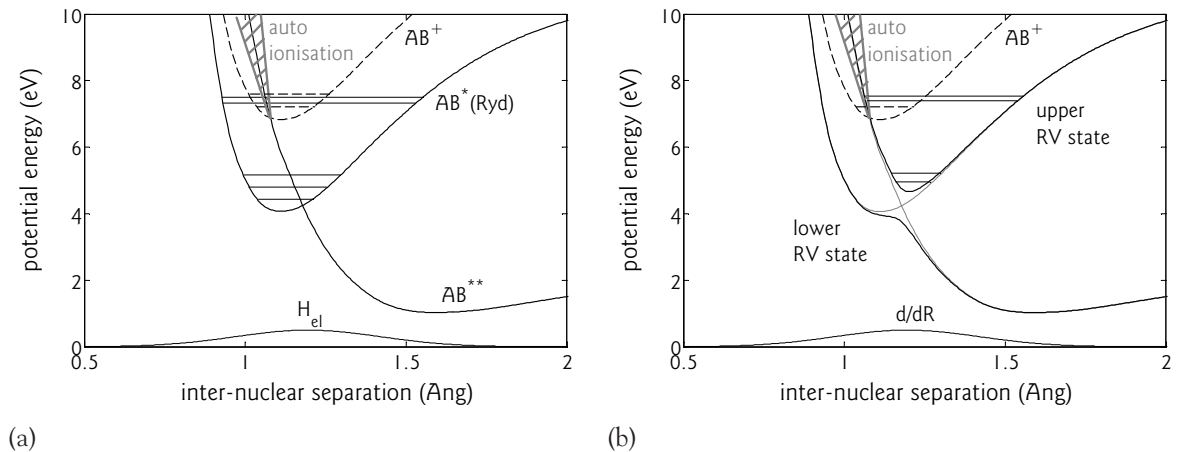 10
8
6
4
2
0
potential energy (eV)
auto
ionisation
AB+
AB*(Ryd)
AB**
H_el
0.5 1 1.5 2
inter-nuclear separation (Ang)
(a)
10
8
6
4
2
0
potential energy (eV)
auto
ionisation
AB+
upper
RV state
lower
RV state
d/dR
0.5 1 1.5 2
inter-nuclear separation (Ang)
(b)